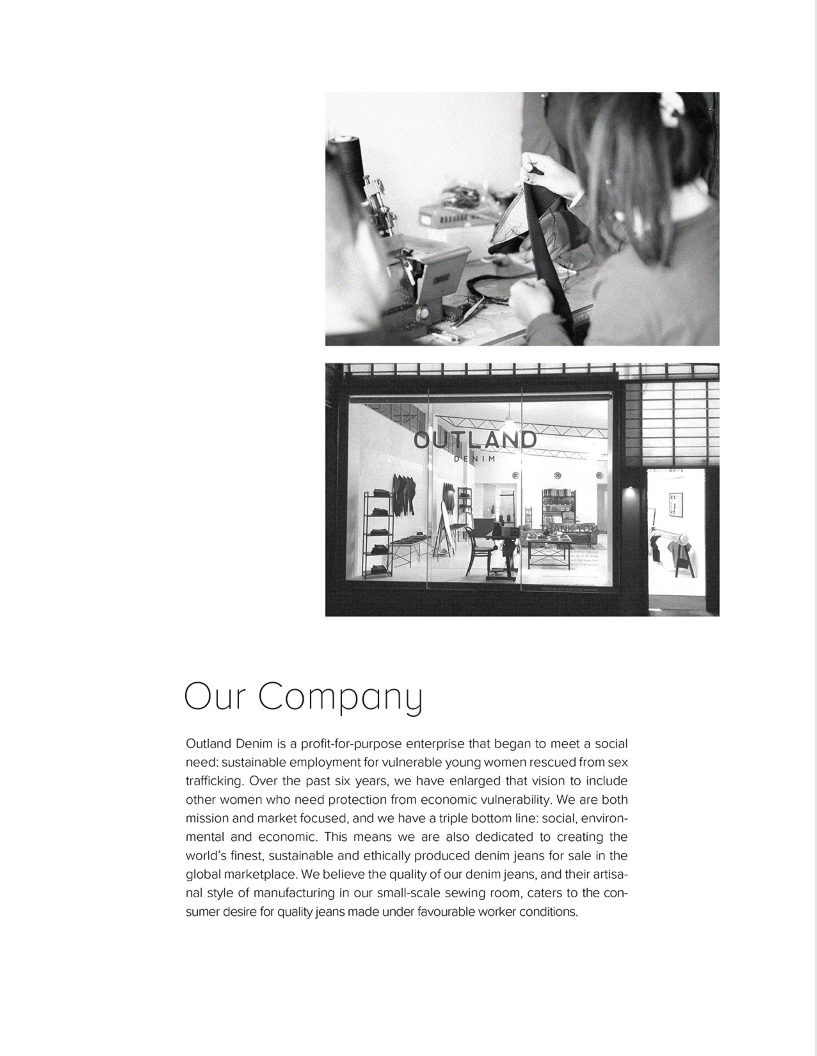 OUTLAND
DENIM
Our Company
Outland Denim is a profit-for-purpose enterprise that began to meet a social
need: sustainable employment for vulnerable young women rescued from sex
trafficking. Over the past six years, we have enlarged that vision to include
other women who need protection from economic vulnerability. We are both
mission and market focused, and we have a triple bottom line: social, environ-
mental and economic. This means we are also dedicated to creating the
world's finest, sustainable and ethically produced denim jeans for sale in the
global marketplace. We believe the quality of our denim jeans, and their artisa-
nal style of manufacturing in our small-scale sewing room, caters to the con-
sumer desire for quality jeans made under favourable worker conditions.